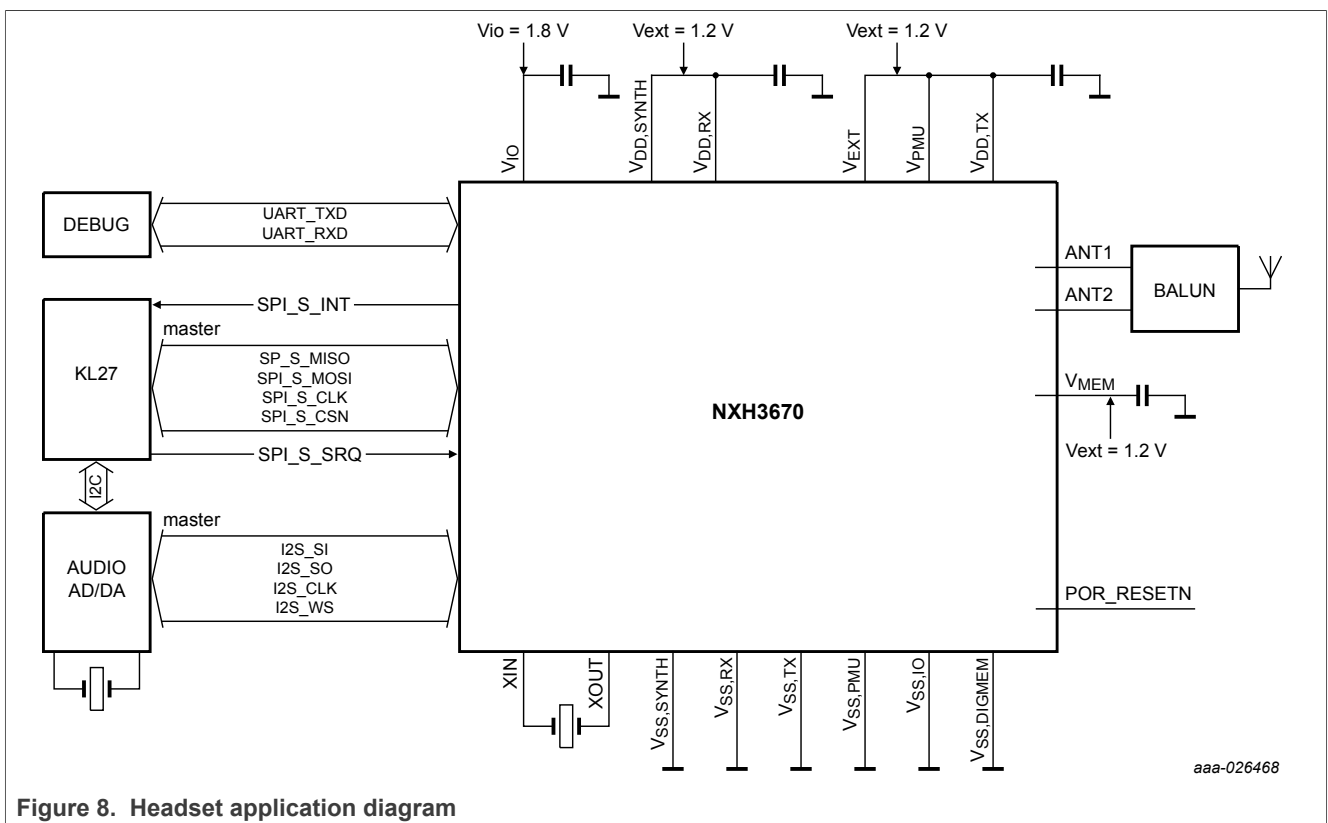 Vio = 1.8 V
Vext = 1.2 V
Vext = 1.2 V
VIO
VDD,SYNTH
VDD,RX
VEXT
VPMU
VDD,TX
DEBUG
UART_TXD
UART_RXD
KL27
SPI_S_INT
master
SP_S_MISO
SPI_S_MOSI
SPI_S_CLK
SPI_S_CSN
SPI_S_SRQ
I2C
AUDIO
AD/DA
master
I2S_SI
I2S_SO
I2S_CLK
I2S_WS
NXH3670
ANT1
ANT2
BALUN
VMEM
Vext = 1.2 V
POR_RESETN
XIN
XOUT
VSS,SYNTH
VSS,RX
VSS,TX
VSS,PMU
VSS,IO
VSS,DIGMEM
aaa-026468
Figure 8. Headset application diagram